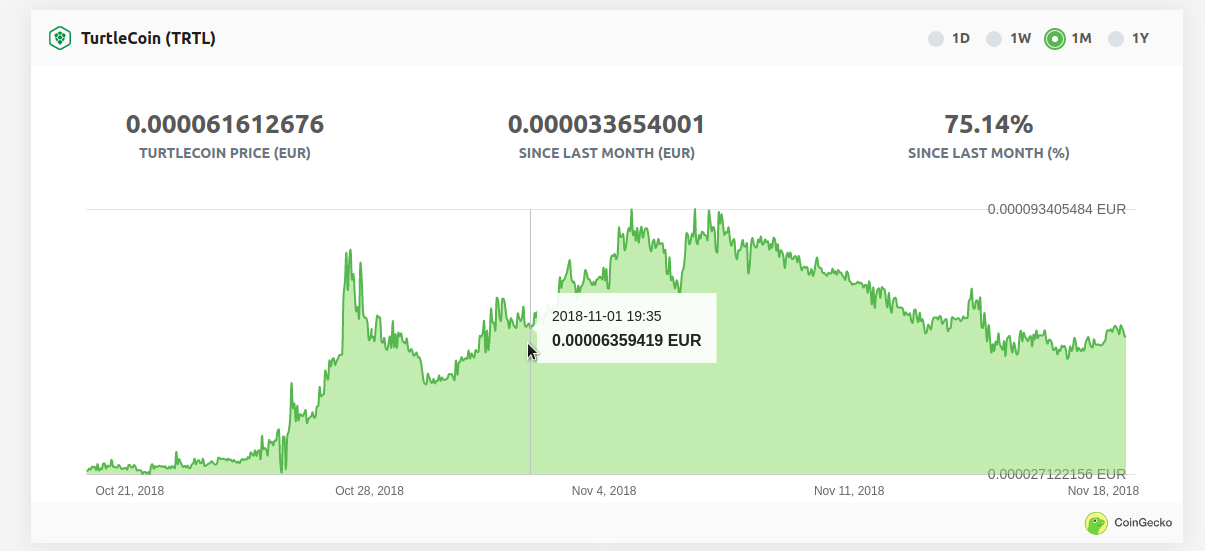 TurtleCoin (TRTL)
1D 1W 1M 1Y
0.000061612676 0.000033654001 75.14%
TURTLECOIN PRICE (EUR) SINCE LAST MONTH (EUR) SINCE LAST MONTH (%)
0.000093405484 EUR
2018-11-01 19:35
0.00006359419 EUR
0.000027122156 EUR
Oct 21, 2018 Oct 28, 2018 Nov 4, 2018 Nov 11, 2018 Nov 18, 2018
CoinGecko